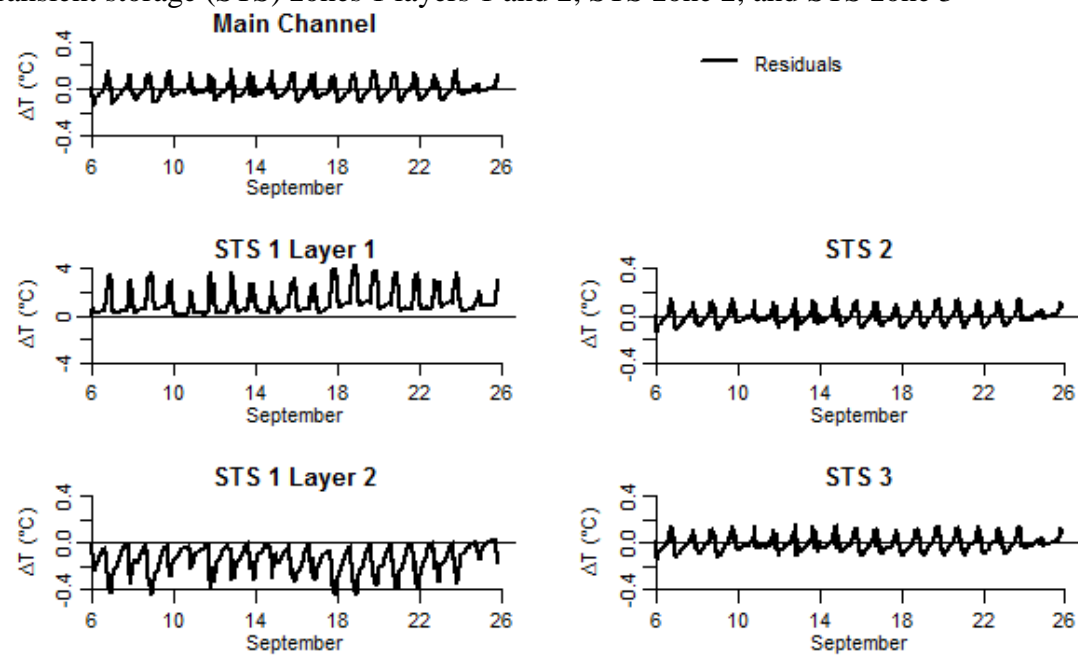 ransient storage (STS) zones 1 layers 1 and 2, STS zone 2, and STS zone 3
Main Channel
ΔT (°C)
0.4
0.0
-0.4
6 10 14 18 22 26
September
Residuals
STS 1 Layer 1
ΔT (°C)
4
0
-4
6 10 14 18 22 26
September
STS 2
ΔT (°C)
0.4
0.0
-0.4
6 10 14 18 22 26
September
STS 1 Layer 2
ΔT (°C)
0.4
0.0
-0.4
6 10 14 18 22 26
September
STS 3
ΔT (°C)
0.4
0.0
-0.4
6 10 14 18 22 26
September